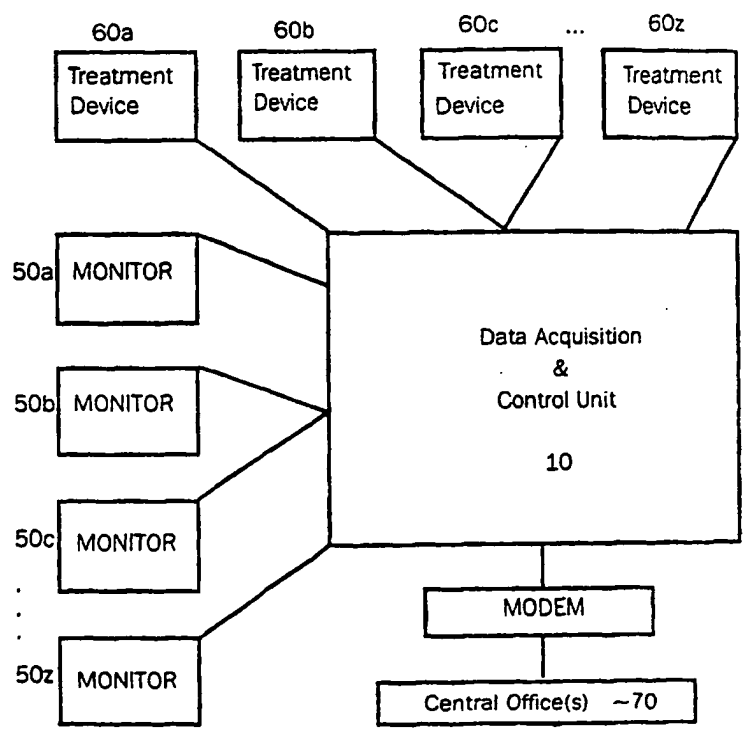 60a 60b 60c ... 60z
Treatment Device
Treatment Device
Treatment Device
Treatment Device
50a MONITOR
50b MONITOR
50c MONITOR
. . .
50z MONITOR
Data Acquisition
&
Control Unit
10
MODEM
Central Office(s) ~70